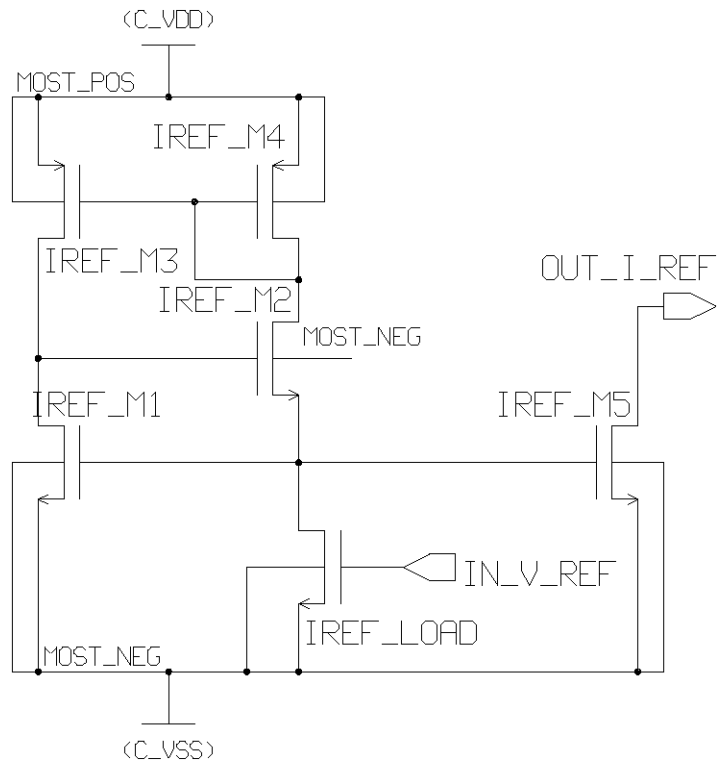 (C_VDD)
MOST_POS
IREF_M4
IREF_M3
OUT_I_REF
IREF_M2
MOST_NEG
IREF_M1
IREF_M5
IN_V_REF
IREF_LOAD
MOST_NEG
(C_VSS)